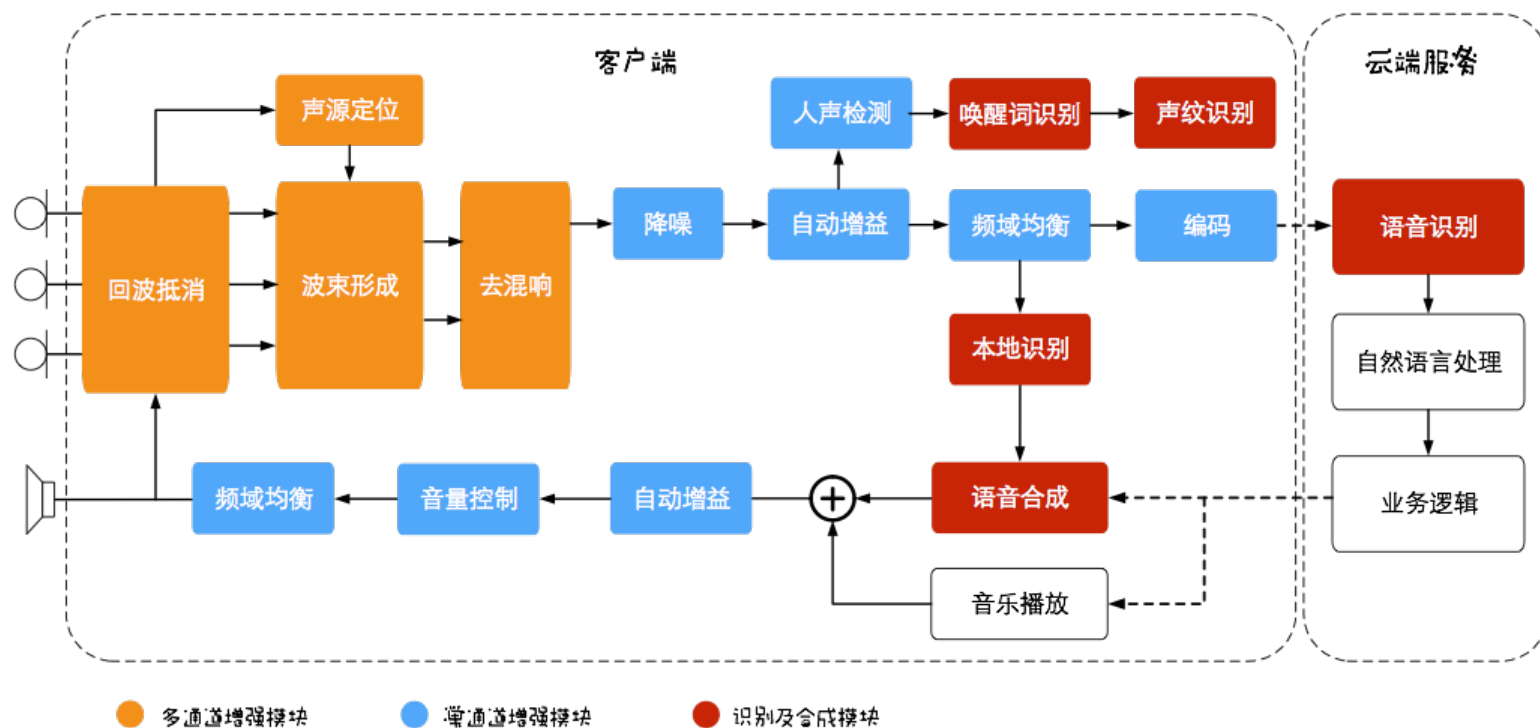 客户端
云端服务
声源定位
人声检测
唤醒词识别
声纹识别
回波抵消
波束形成
去混响
降噪
自动增益
频域均衡
编码
语音识别
本地识别
自然语言处理
频域均衡
音量控制
自动增益
语音合成
业务逻辑
音乐播放
多通道增强模块
单通道增强模块
识别及合成模块